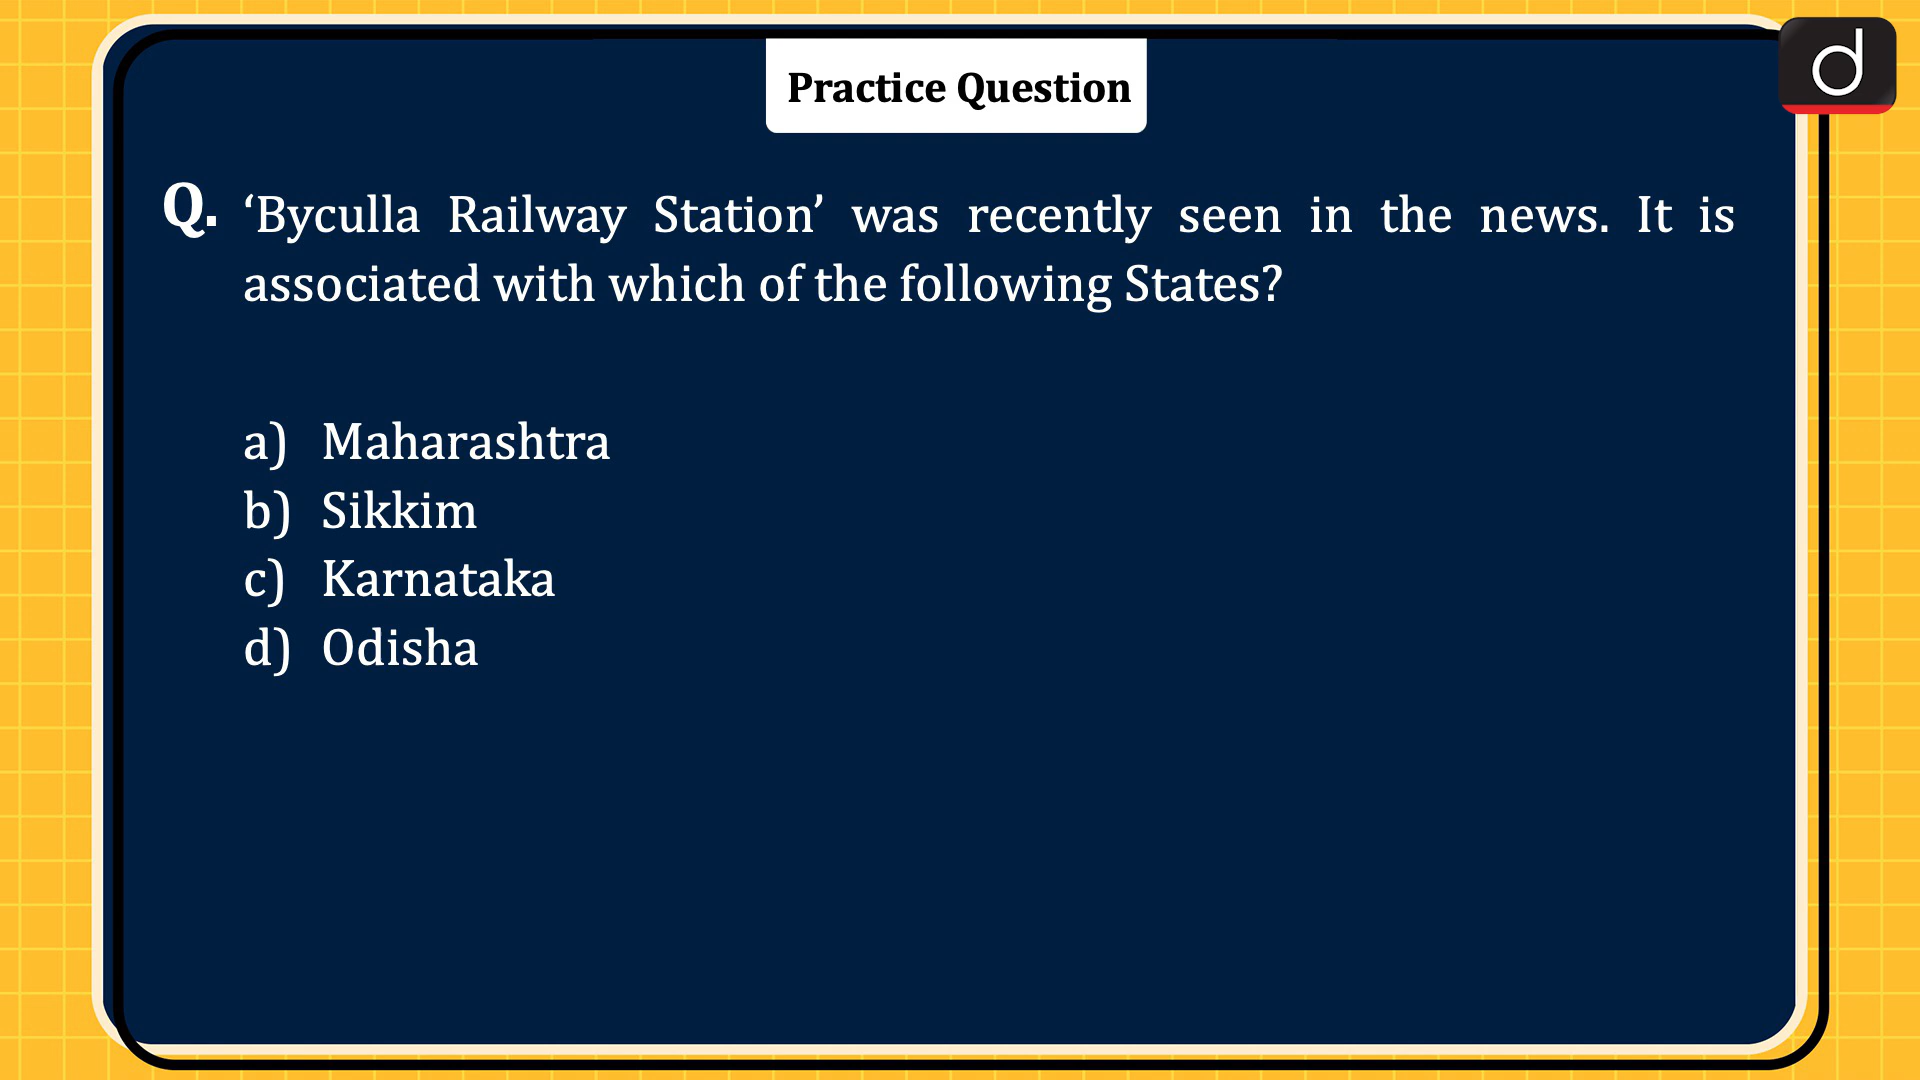 Practice Question
d
Q. ‘Byculla Railway Station’ was recently seen in the news. It is
associated with which of the following States?
a) Maharashtra
b) Sikkim
c) Karnataka
d) Odisha